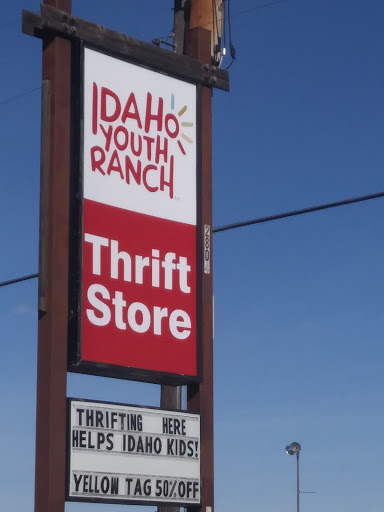 IDAHO
YOUTH
RANCH
Thrift
Store
THRIFTING HERE
HELPS IDAHO KIDS!
YELLOW TAG 50% OFF